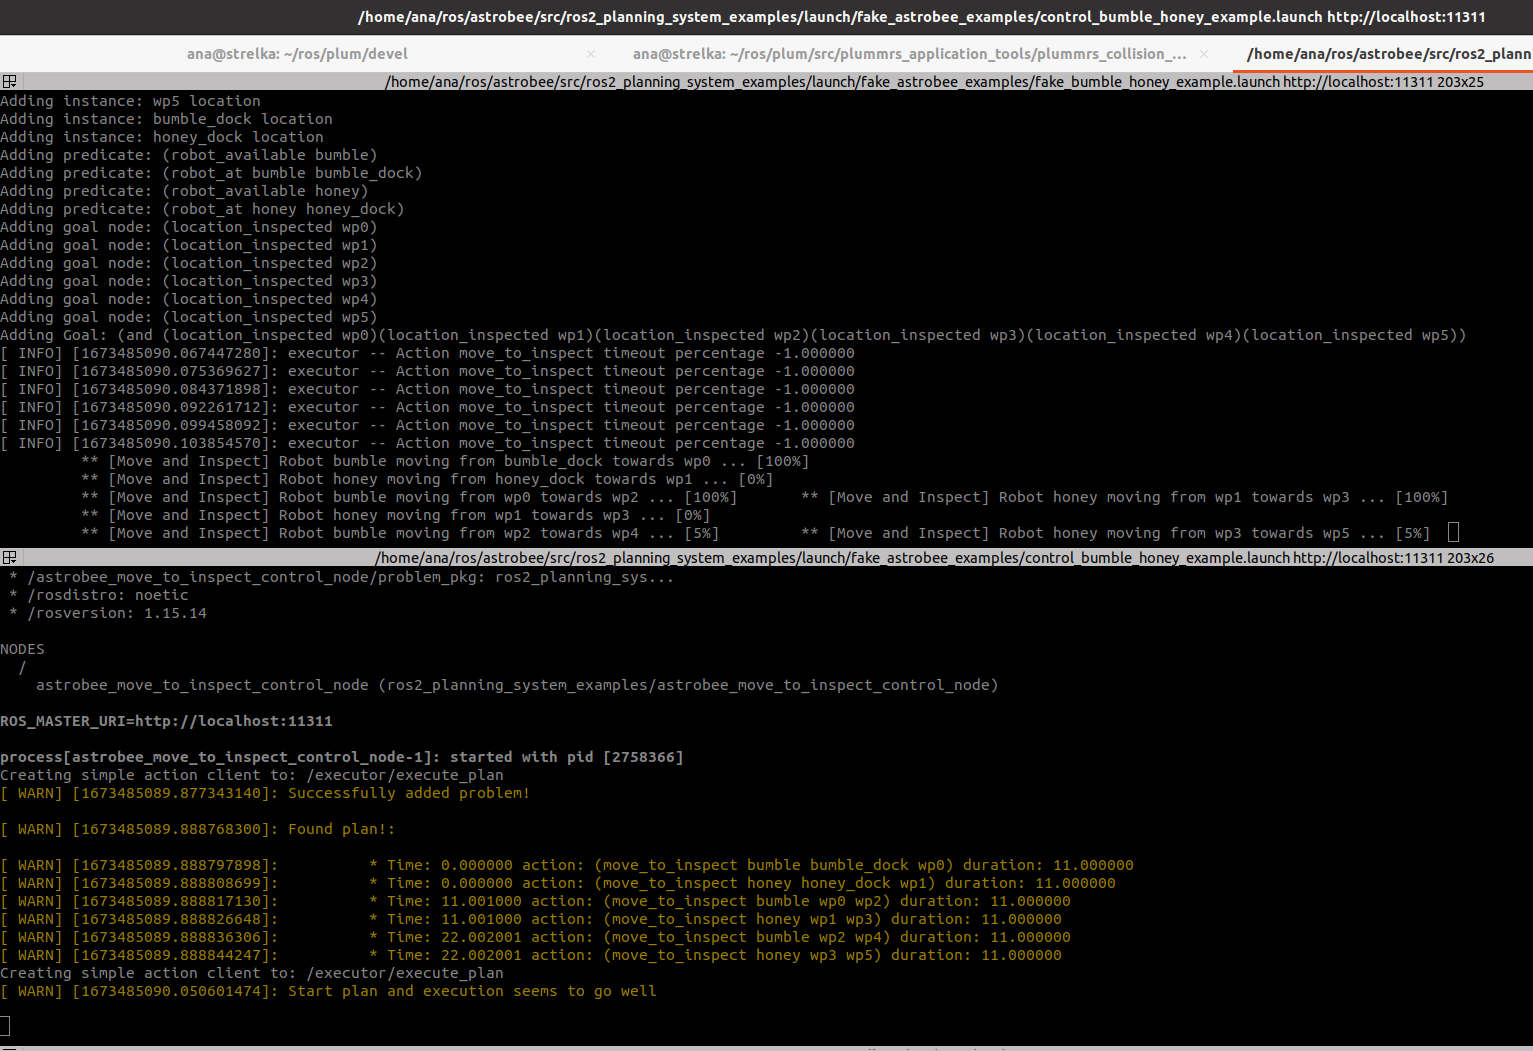 /home/ana/ros/astrobee/src/ros2_planning_system_examples/launch/fake_astrobee_examples/control_bumble_honey_example.launch http://localhost:11311
ana@strelka: ~/ros/plum/devel × ana@strelka: ~/ros/plum/src/plummrs_application_tools/plummrs_collision_... × /home/ana/ros/astrobee/src/ros2_plann
/home/ana/ros/astrobee/src/ros2_planning_system_examples/launch/fake_astrobee_examples/fake_bumble_honey_example.launch http://localhost:11311 203x25
Adding instance: wp5 location
Adding instance: bumble_dock location
Adding instance: honey_dock location
Adding predicate: (robot_available bumble)
Adding predicate: (robot_at bumble bumble_dock)
Adding predicate: (robot_available honey)
Adding predicate: (robot_at honey honey_dock)
Adding goal node: (location_inspected wp0)
Adding goal node: (location_inspected wp1)
Adding goal node: (location_inspected wp2)
Adding goal node: (location_inspected wp3)
Adding goal node: (location_inspected wp4)
Adding goal node: (location_inspected wp5)
Adding Goal: (and (location_inspected wp0)(location_inspected wp1)(location_inspected wp2)(location_inspected wp3)(location_inspected wp4)(location_inspected wp5))
[ INFO] [1673485090.067447280]: executor -- Action move_to_inspect timeout percentage -1.000000
[ INFO] [1673485090.075369627]: executor -- Action move_to_inspect timeout percentage -1.000000
[ INFO] [1673485090.084371898]: executor -- Action move_to_inspect timeout percentage -1.000000
[ INFO] [1673485090.092261712]: executor -- Action move_to_inspect timeout percentage -1.000000
[ INFO] [1673485090.099458092]: executor -- Action move_to_inspect timeout percentage -1.000000
[ INFO] [1673485090.103854570]: executor -- Action move_to_inspect timeout percentage -1.000000
** [Move and Inspect] Robot bumble moving from bumble_dock towards wp0 ... [100%]
** [Move and Inspect] Robot honey moving from honey_dock towards wp1 ... [0%]
** [Move and Inspect] Robot bumble moving from wp0 towards wp2 ... [100%] ** [Move and Inspect] Robot honey moving from wp1 towards wp3 ... [100%]
** [Move and Inspect] Robot honey moving from wp1 towards wp3 ... [0%]
** [Move and Inspect] Robot bumble moving from wp2 towards wp4 ... [5%] ** [Move and Inspect] Robot honey moving from wp3 towards wp5 ... [5%]
/home/ana/ros/astrobee/src/ros2_planning_system_examples/launch/fake_astrobee_examples/control_bumble_honey_example.launch http://localhost:11311 203x26
* /astrobee_move_to_inspect_control_node/problem_pkg: ros2_planning_sys...
* /rosdistro: noetic
* /rosversion: 1.15.14
NODES
/
astrobee_move_to_inspect_control_node (ros2_planning_system_examples/astrobee_move_to_inspect_control_node)
ROS_MASTER_URI=http://localhost:11311
process[astrobee_move_to_inspect_control_node-1]: started with pid [2758366]
Creating simple action client to: /executor/execute_plan
[ WARN] [1673485089.877343140]: Successfully added problem!
[ WARN] [1673485089.888768300]: Found plan!:
[ WARN] [1673485089.888797898]: * Time: 0.000000 action: (move_to_inspect bumble bumble_dock wp0) duration: 11.000000
[ WARN] [1673485089.888808699]: * Time: 0.000000 action: (move_to_inspect honey honey_dock wp1) duration: 11.000000
[ WARN] [1673485089.888817130]: * Time: 11.001000 action: (move_to_inspect bumble wp0 wp2) duration: 11.000000
[ WARN] [1673485089.888826648]: * Time: 11.001000 action: (move_to_inspect honey wp1 wp3) duration: 11.000000
[ WARN] [1673485089.888836306]: * Time: 22.002001 action: (move_to_inspect bumble wp2 wp4) duration: 11.000000
[ WARN] [1673485089.888844247]: * Time: 22.002001 action: (move_to_inspect honey wp3 wp5) duration: 11.000000
Creating simple action client to: /executor/execute_plan
[ WARN] [1673485090.050601474]: Start plan and execution seems to go well